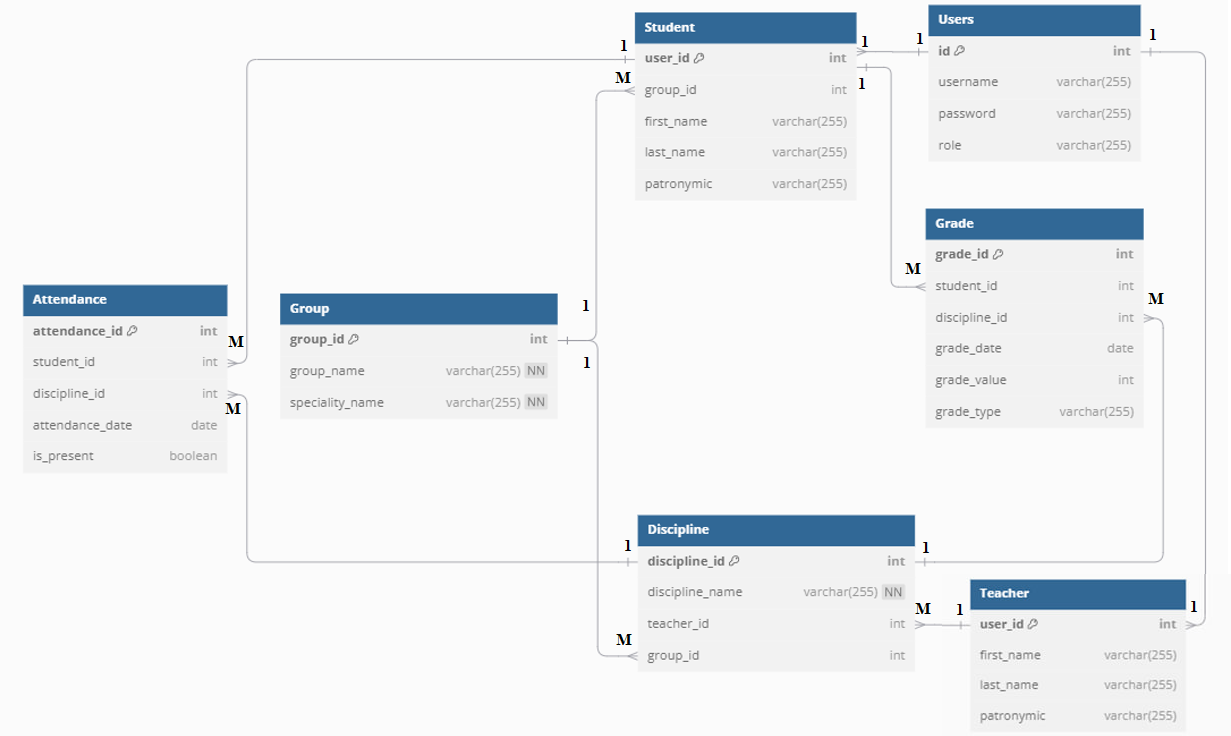 Student
user_id int
group_id int
first_name varchar(255)
last_name varchar(255)
patronymic varchar(255)
1
M
1
1
Users
id int
username varchar(255)
password varchar(255)
role varchar(255)
1
1
Grade
grade_id int
student_id int
discipline_id int
grade_date date
grade_value int
grade_type varchar(255)
M
M
Attendance
attendance_id int
student_id int
discipline_id int
attendance_date date
is_present boolean
M
M
Group
group_id int
group_name varchar(255) NN
speciality_name varchar(255) NN
1
1
Discipline
discipline_id int
discipline_name varchar(255) NN
teacher_id int
group_id int
1
1
M
M
Teacher
user_id int
first_name varchar(255)
last_name varchar(255)
patronymic varchar(255)
1
1